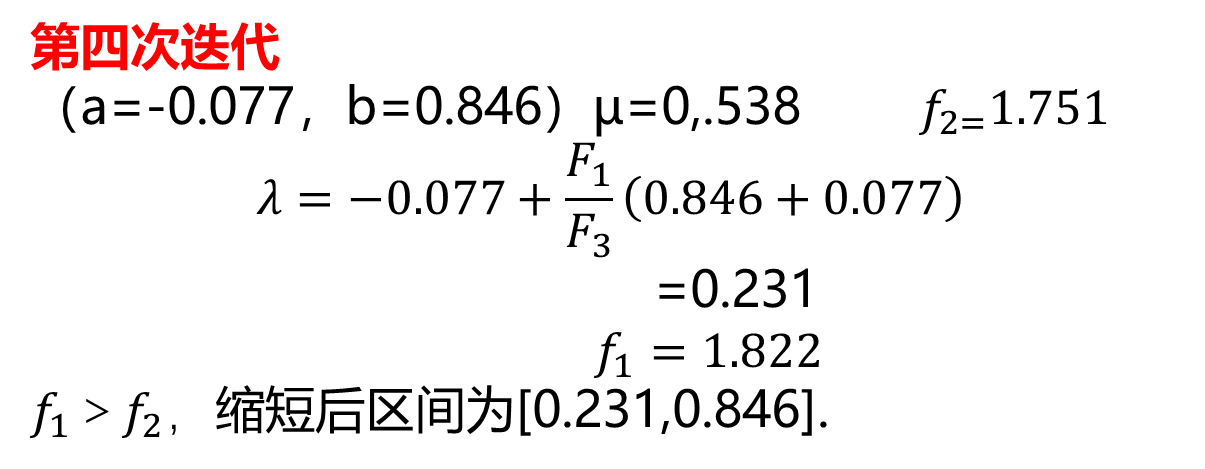 第四次迭代
（a=-0.077，b=0.846）μ=0,.538 f₂₌1.751
λ = −0.077 + F₁/F₃ (0.846 + 0.077)
=0.231
f₁ = 1.822
f₁ > f₂，缩短后区间为[0.231,0.846].